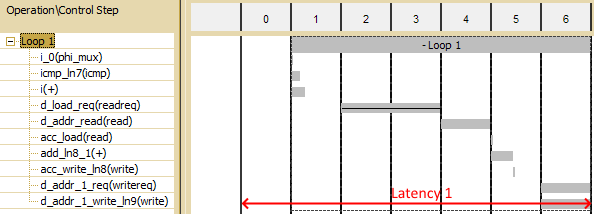 Operation\Control Step
0 1 2 3 4 5 6
Loop 1
- Loop 1
i_0(phi_mux)
icmp_ln7(icmp)
i(+)
d_load_req(readreq)
d_addr_read(read)
acc_load(read)
add_ln8_1(+)
acc_write_ln8(write)
d_addr_1_req(writereq)
d_addr_1_write_ln9(write)
Latency 1